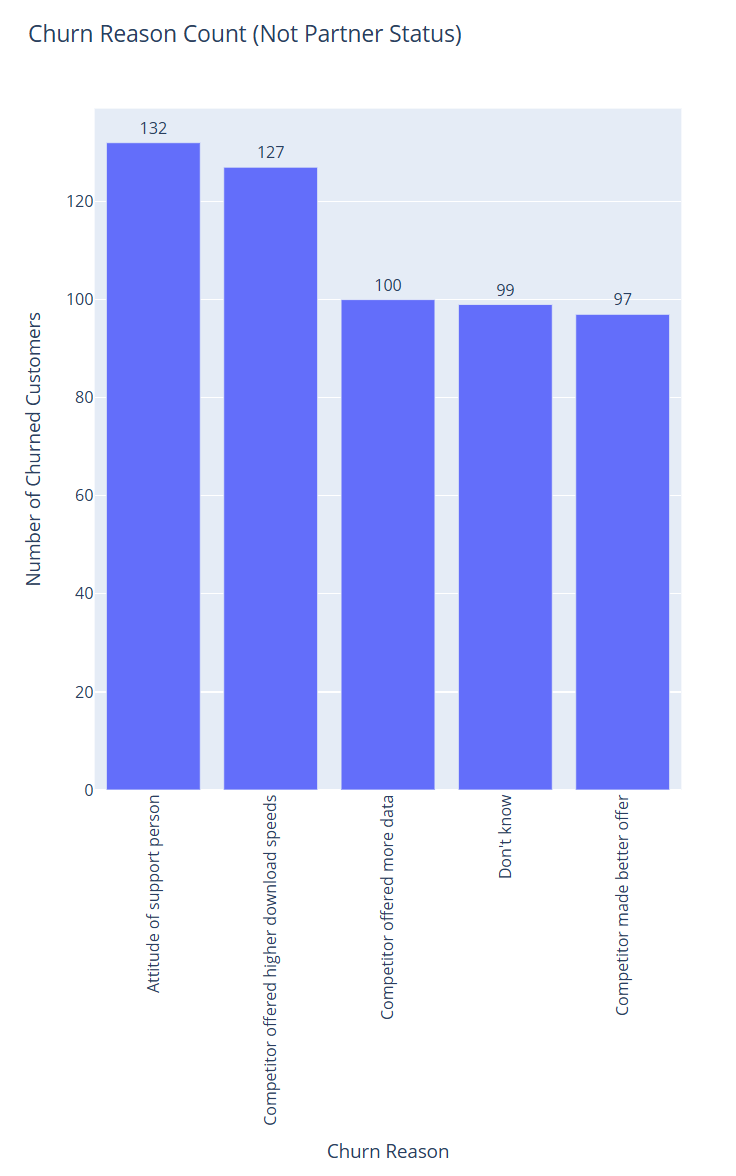 Churn Reason Count (Not Partner Status)
132
127
100
99
97
120
100
80
60
40
20
0
Number of Churned Customers
Attitude of support person
Competitor offered higher download speeds
Competitor offered more data
Don't know
Competitor made better offer
Churn Reason